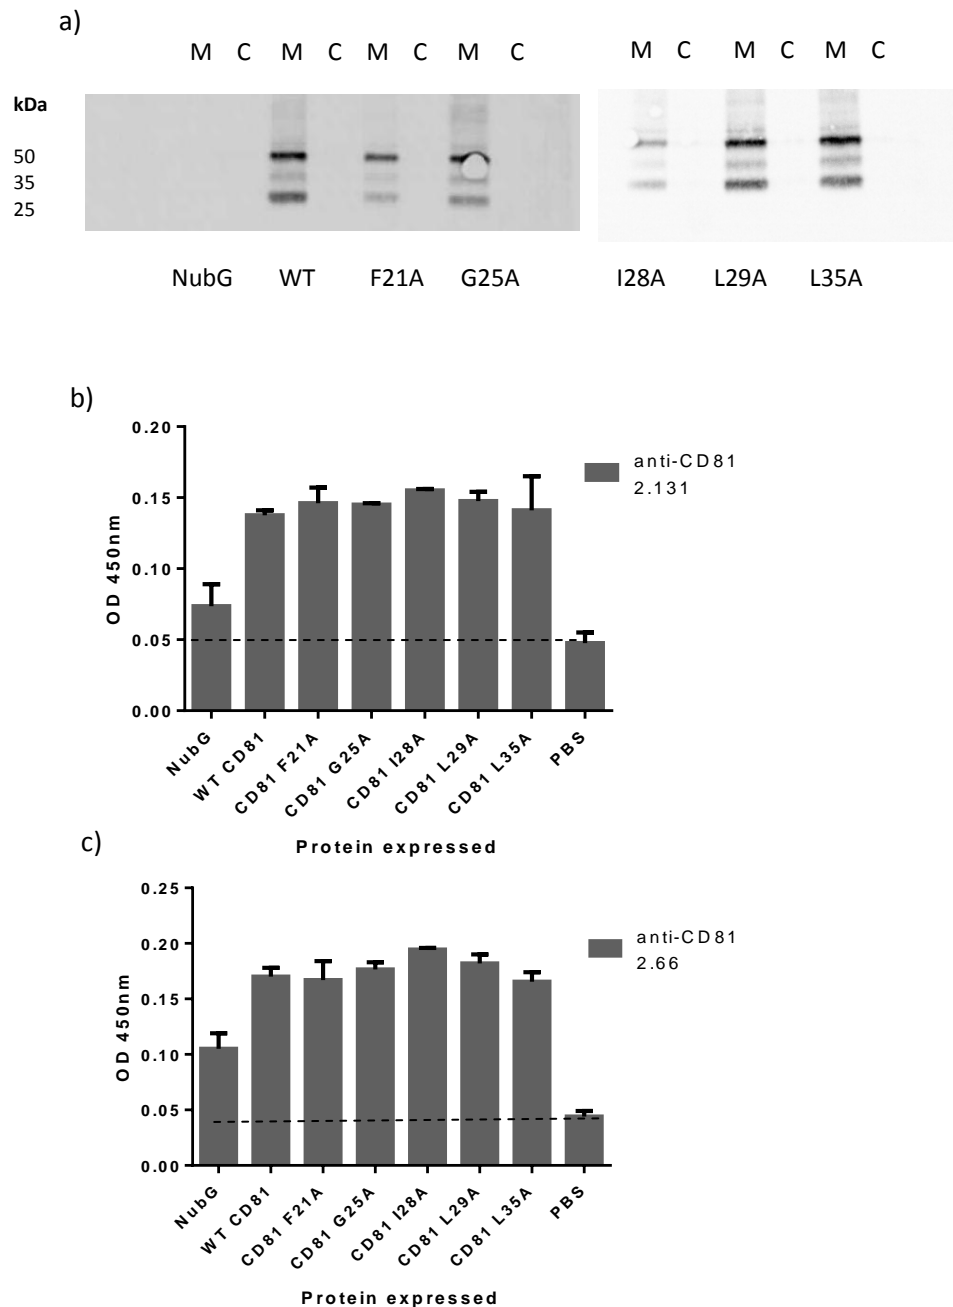 a)
M C M C M C M C M C M C M C
kDa
50
35
25
NubG WT F21A G25A I28A L29A L35A
b)
0.20
0.15
0.10
0.05
0.00
OD 450nm
anti-CD81
2.131
NubG
WT CD81
CD81 F21A
CD81 G25A
CD81 I28A
CD81 L29A
CD81 L35A
PBS
Protein expressed
c)
0.25
0.20
0.15
0.10
0.05
0.00
OD 450nm
anti-CD81
2.66
NubG
WT CD81
CD81 F21A
CD81 G25A
CD81 I28A
CD81 L29A
CD81 L35A
PBS
Protein expressed